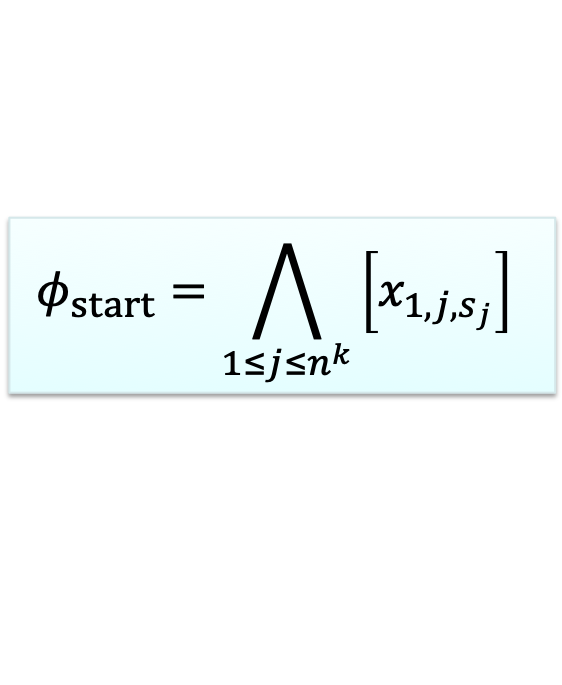 ϕ_start = ⋀_{1≤j≤n^k} [x_{1,j,s_j}]